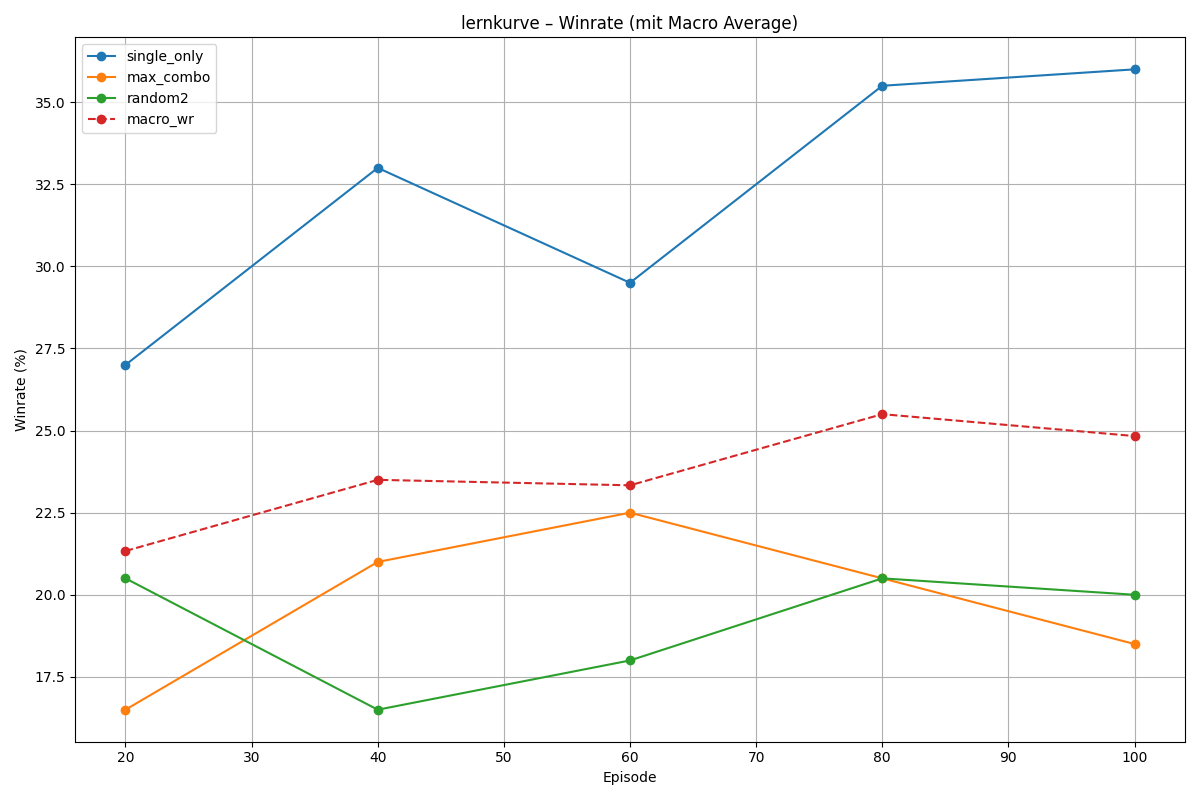 lernkurve – Winrate (mit Macro Average)
single_only
max_combo
random2
macro_wr
Winrate (%)
35.0
32.5
30.0
27.5
25.0
22.5
20.0
17.5
20 30 40 50 60 70 80 90 100
Episode